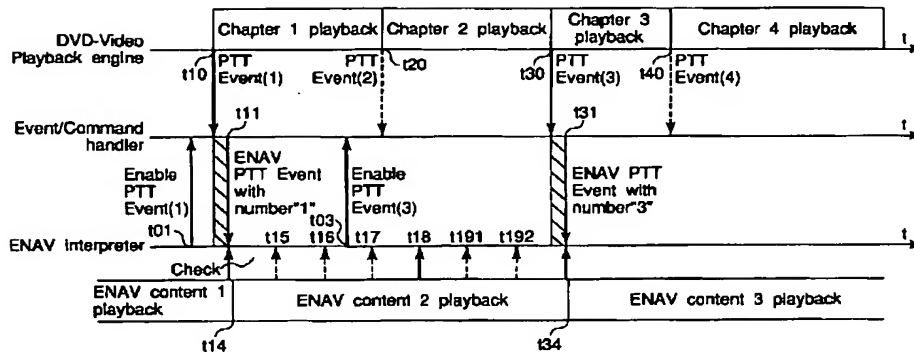 Chapter 1 playback
Chapter 2 playback
Chapter 3
playback
Chapter 4 playback
DVD-Video
Playback engine
t
t10
PTT
Event(1)
PTT
Event(2)
t20
t30
PTT
Event(3)
t40
PTT
Event(4)
t11
t31
Event/Command
handler
t
Enable
PTT
Event(1)
t01
ENAV
PTT Event
with
number"1"
Enable
PTT
Event(3)
t03
ENAV PTT
Event with
number"3"
ENAV interpreter
t15
t16
t17
t18
t191
t192
t
Check
ENAV content 1
playback
ENAV content 2 playback
ENAV content 3 playback
t14
t34